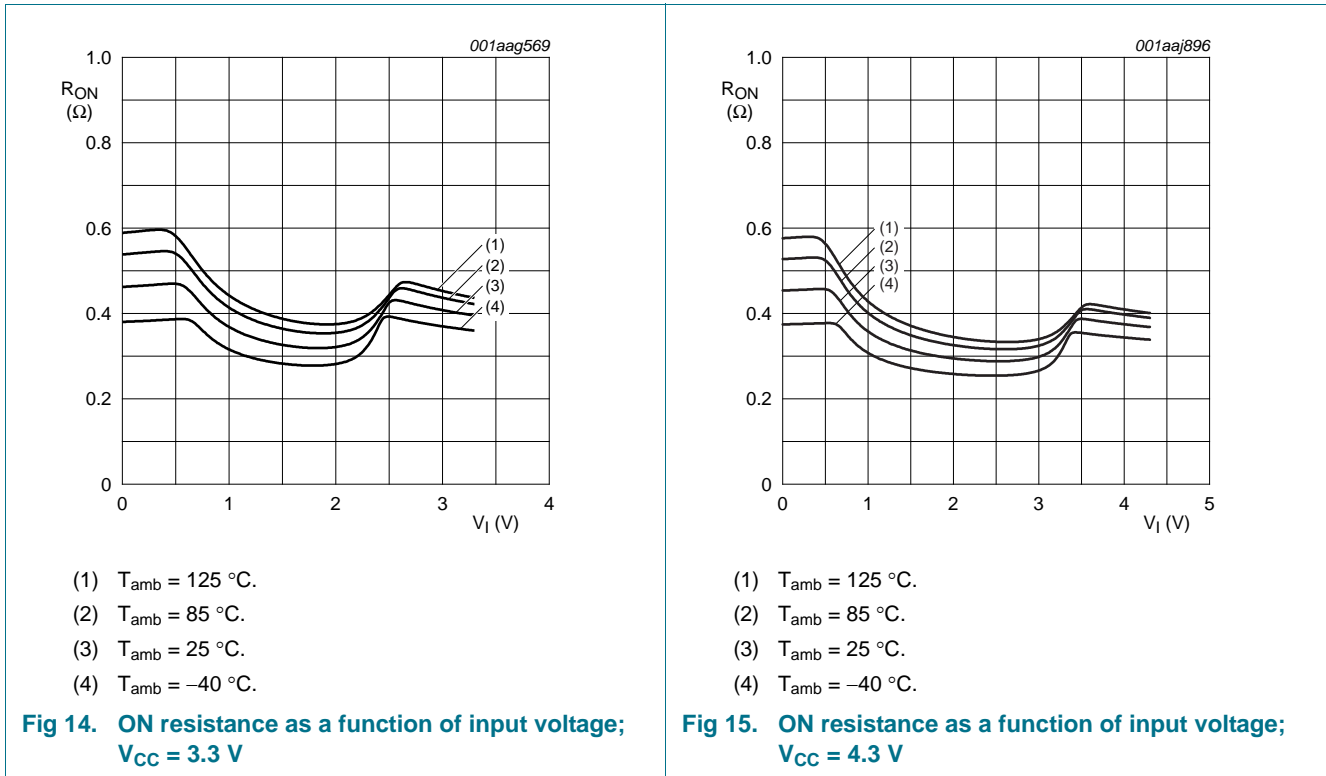 001aag569
1.0
RON
(Ω)
0.8
0.6
0.4
0.2
0
(1)
(2)
(3)
(4)
0 1 2 3 4
VI (V)
(1) Tamb = 125 °C.
(2) Tamb = 85 °C.
(3) Tamb = 25 °C.
(4) Tamb = −40 °C.
Fig 14. ON resistance as a function of input voltage;
VCC = 3.3 V
001aaj896
1.0
RON
(Ω)
0.8
0.6
0.4
0.2
0
(1)
(2)
(3)
(4)
0 1 2 3 4 5
VI (V)
(1) Tamb = 125 °C.
(2) Tamb = 85 °C.
(3) Tamb = 25 °C.
(4) Tamb = −40 °C.
Fig 15. ON resistance as a function of input voltage;
VCC = 4.3 V